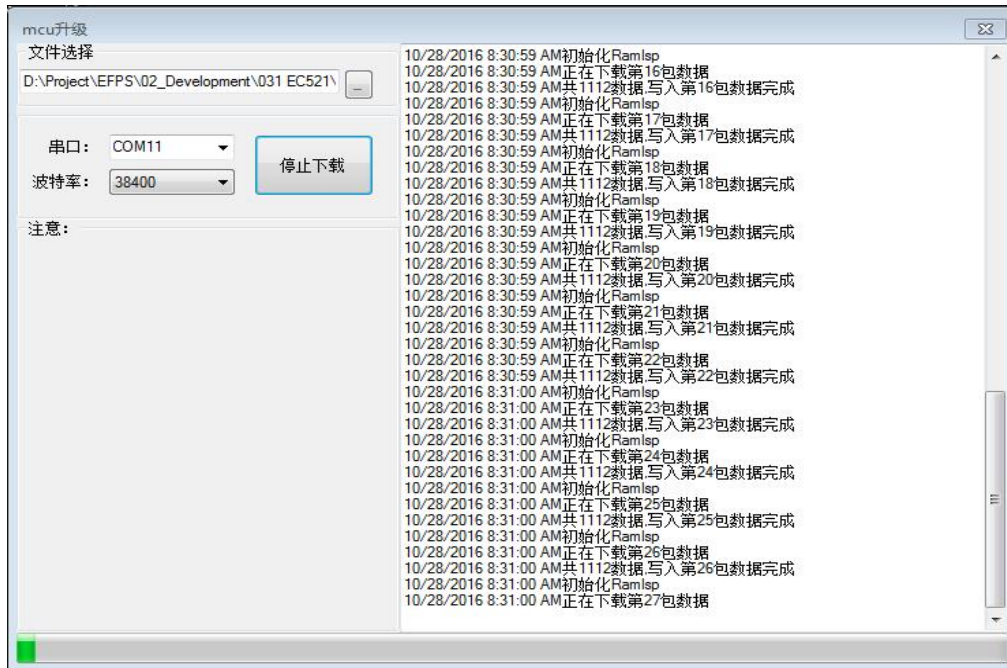 mcu升级
文件选择
D:\Project\EFPS\02_Development\031 EC521\
...
串口:
COM11
停止下载
波特率:
38400
注意:
10/28/2016 8:30:59 AM初始化RamIsp
10/28/2016 8:30:59 AM正在下载第16包数据
10/28/2016 8:30:59 AM共1112数据,写入第16包数据完成
10/28/2016 8:30:59 AM初始化RamIsp
10/28/2016 8:30:59 AM正在下载第17包数据
10/28/2016 8:30:59 AM共1112数据,写入第17包数据完成
10/28/2016 8:30:59 AM初始化RamIsp
10/28/2016 8:30:59 AM正在下载第18包数据
10/28/2016 8:30:59 AM共1112数据,写入第18包数据完成
10/28/2016 8:30:59 AM初始化RamIsp
10/28/2016 8:30:59 AM正在下载第19包数据
10/28/2016 8:30:59 AM共1112数据,写入第19包数据完成
10/28/2016 8:30:59 AM初始化RamIsp
10/28/2016 8:30:59 AM正在下载第20包数据
10/28/2016 8:30:59 AM共1112数据,写入第20包数据完成
10/28/2016 8:30:59 AM初始化RamIsp
10/28/2016 8:30:59 AM正在下载第21包数据
10/28/2016 8:30:59 AM共1112数据,写入第21包数据完成
10/28/2016 8:30:59 AM初始化RamIsp
10/28/2016 8:30:59 AM正在下载第22包数据
10/28/2016 8:30:59 AM共1112数据,写入第22包数据完成
10/28/2016 8:31:00 AM初始化RamIsp
10/28/2016 8:31:00 AM正在下载第23包数据
10/28/2016 8:31:00 AM共1112数据,写入第23包数据完成
10/28/2016 8:31:00 AM初始化RamIsp
10/28/2016 8:31:00 AM正在下载第24包数据
10/28/2016 8:31:00 AM共1112数据,写入第24包数据完成
10/28/2016 8:31:00 AM初始化RamIsp
10/28/2016 8:31:00 AM正在下载第25包数据
10/28/2016 8:31:00 AM共1112数据,写入第25包数据完成
10/28/2016 8:31:00 AM初始化RamIsp
10/28/2016 8:31:00 AM正在下载第26包数据
10/28/2016 8:31:00 AM共1112数据,写入第26包数据完成
10/28/2016 8:31:00 AM初始化RamIsp
10/28/2016 8:31:00 AM正在下载第27包数据